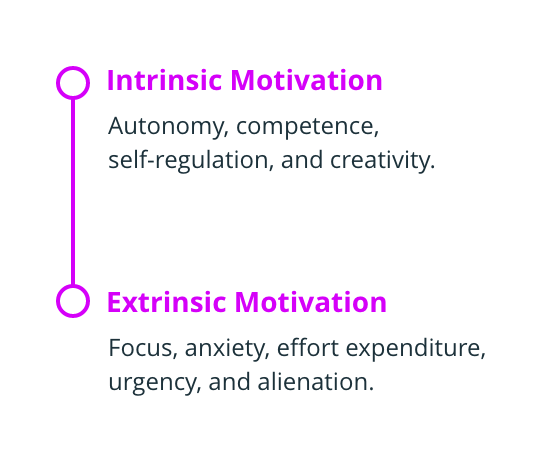 Intrinsic Motivation
Autonomy, competence,
self-regulation, and creativity.
Extrinsic Motivation
Focus, anxiety, effort expenditure,
urgency, and alienation.